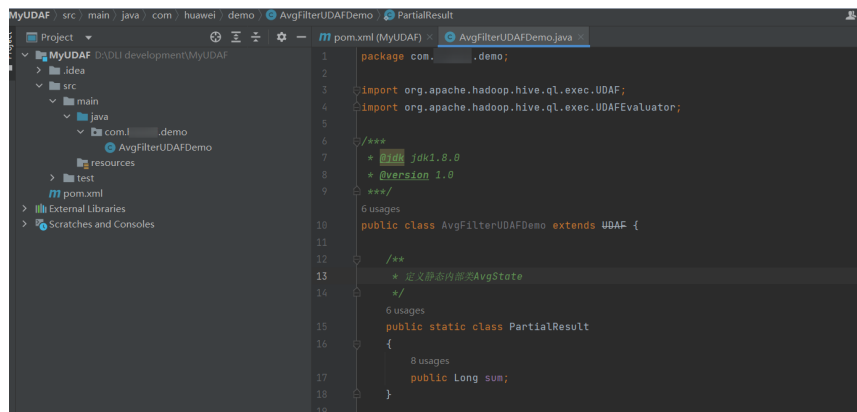 MyUDAF src main java com huawei demo AvgFilterUDAFDemo PartialResult
Project
pom.xml (MyUDAF) AvgFilterUDAFDemo.java
MyUDAF D:\DLI development\MyUDAF
.idea
src
main
java
com. .demo
AvgFilterUDAFDemo
resources
test
pom.xml
External Libraries
Scratches and Consoles
Project
1 package com. .demo;
2
3 import org.apache.hadoop.hive.ql.exec.UDAF;
4 import org.apache.hadoop.hive.ql.exec.UDAFEvaluator;
5
6 /***
7 * @jdk jdk1.8.0
8 * @version 1.0
9 ***/
6 usages
10 public class AvgFilterUDAFDemo extends UDAF {
11
12 /**
13 * 定义静态内部类AvgState
14 */
6 usages
15 public static class PartialResult
16 {
8 usages
17 public Long sum;
18 }
19